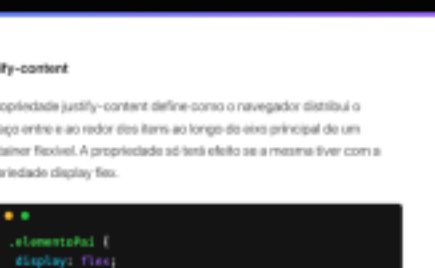 ify-content
opriedade justify-content define como o navegador distribui o
aço entre e ao redor dos itens ao longo do eixo principal de um
tainer flexível. A propriedade só terá efeito se a mesma tiver com a
riedade display flex.
.elementoPai {
display: flex;